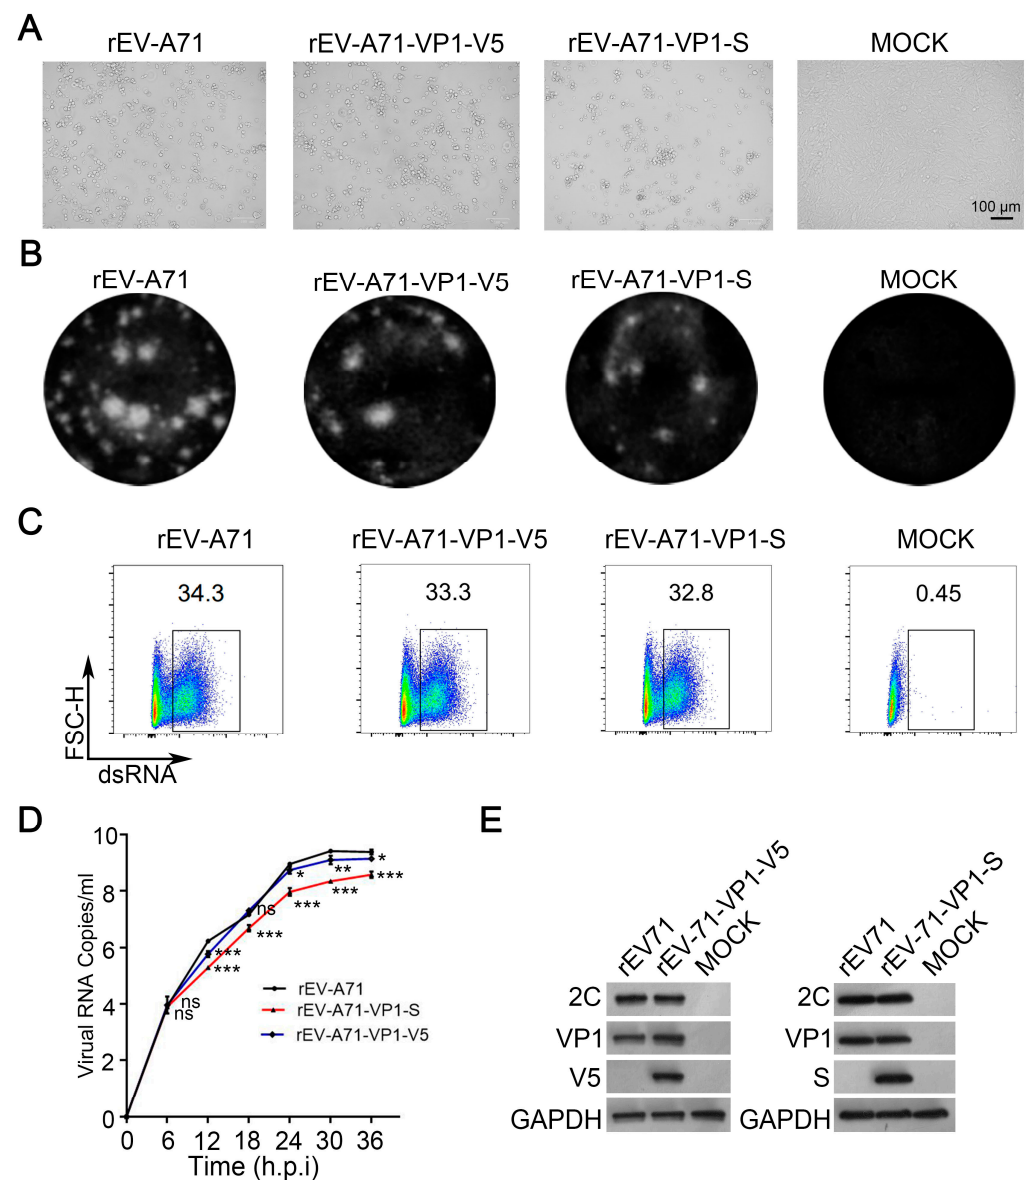 A
rEV-A71 rEV-A71-VP1-V5 rEV-A71-VP1-S MOCK
100 μm
B
rEV-A71 rEV-A71-VP1-V5 rEV-A71-VP1-S MOCK
C
rEV-A71 rEV-A71-VP1-V5 rEV-A71-VP1-S MOCK
34.3 33.3 32.8 0.45
FSC-H
dsRNA
D
Virual RNA Copies/ml
10
8
6
4
2
0
0 6 12 18 24 30 36
Time (h.p.i)
ns
ns
***
***
ns
***
*
***
**
***
*
***
rEV-A71
rEV-A71-VP1-S
rEV-A71-VP1-V5
E
rEV71 rEV-71-VP1-V5 MOCK
2C
VP1
V5
GAPDH
rEV71 rEV-71-VP1-S MOCK
2C
VP1
S
GAPDH